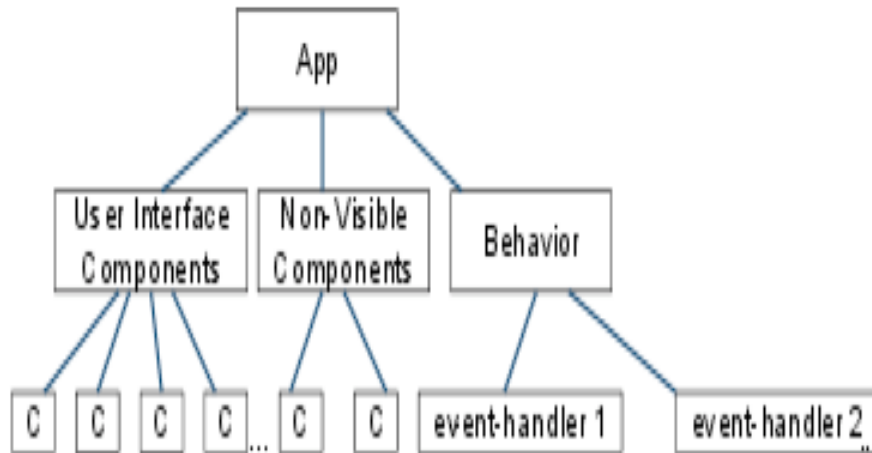 App
User Interface
Components
Non-Visible
Components
Behavior
C
C
C
C
...
C
C
event-handler 1
event-handler 2
..